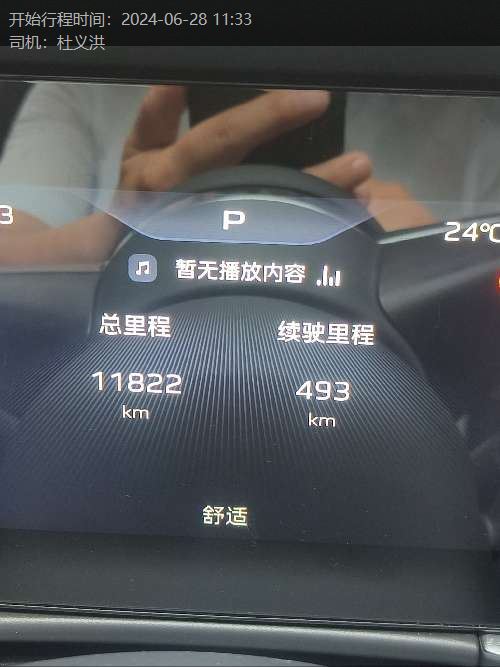 开始行程时间：2024-06-28 11:33
司机：杜义洪
3 P 24℃
暂无播放内容
总里程 续驶里程
11822 493
km km
舒适